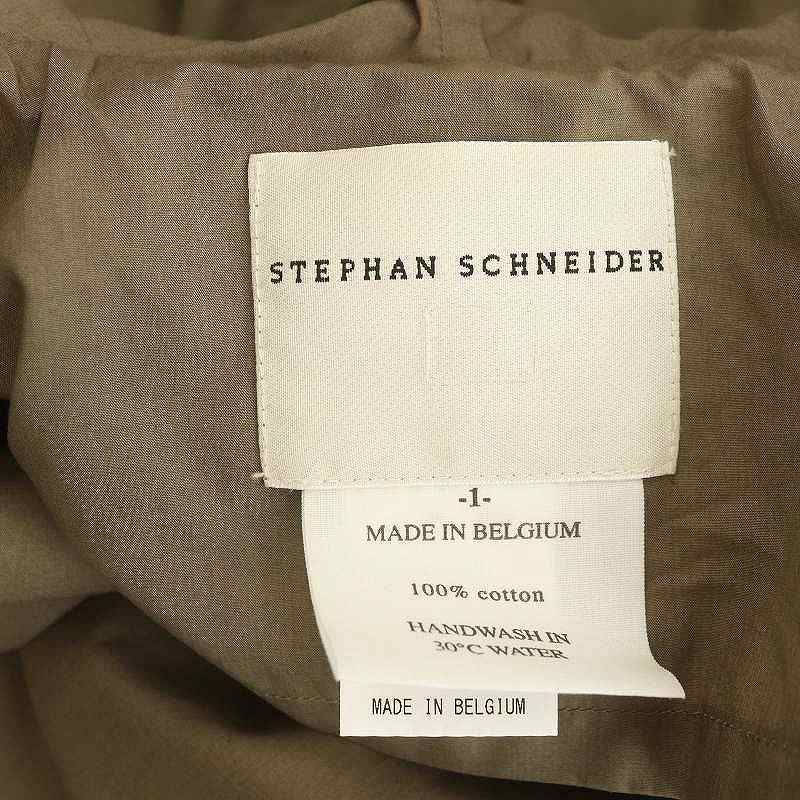 STEPHAN SCHNEIDER
-1-
MADE IN BELGIUM
100% cotton
HANDWASH IN
30°C WATER
MADE IN BELGIUM